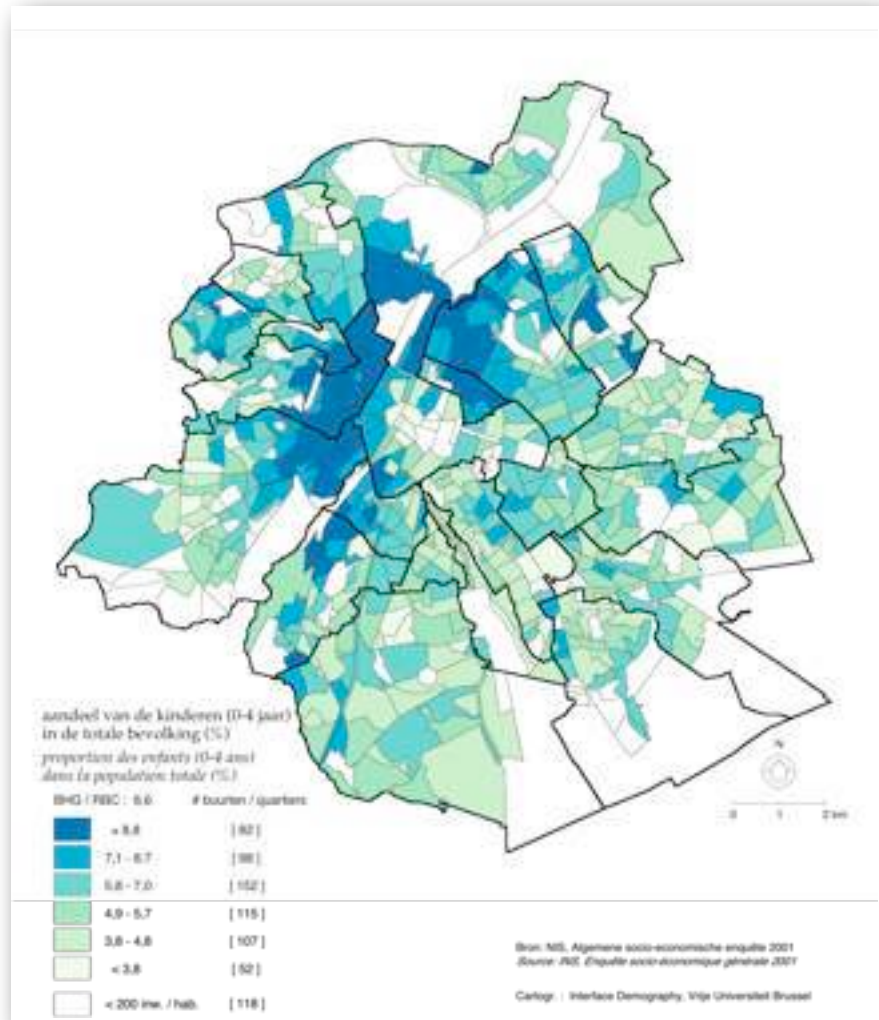 aandeel van de kinderen (0-4 jaar)
in de totale bevolking (%)
proportion des enfants (0-4 ans)
dans la population totale (%)
BHG / RBC : 6.6 # buurten / quartiers
[ 62 ]
7,1 - 8.7 [ 98 ]
5,8 - 7,0 [ 152 ]
4,9 - 5,7 [ 115 ]
3,8 - 4,8 [ 107 ]
< 3,8 [ 52 ]
< 200 inw. / hab. [ 118 ]
N
0 1 2 km
Bron: NIS, Algemene socio-economische enquête 2001
Source: INS, Enquête socio-économique générale 2001
Cartogr. : Interface Demography, Vrije Universiteit Brussel